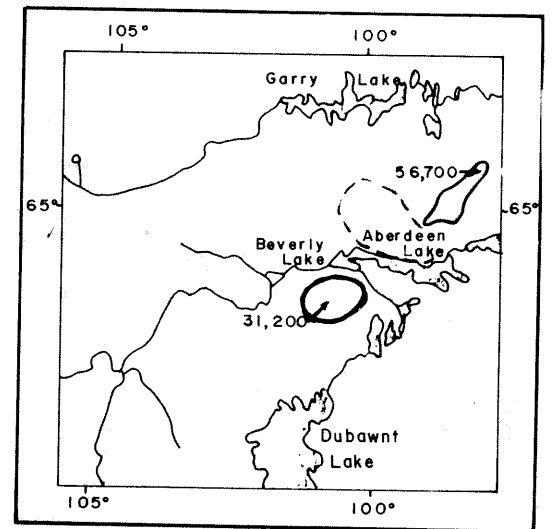 105° 100°
Garry Lake
56,700
65° 65°
Aberdeen
Beverly Lake
Lake
31,200
Dubawnt
Lake
105° 100°